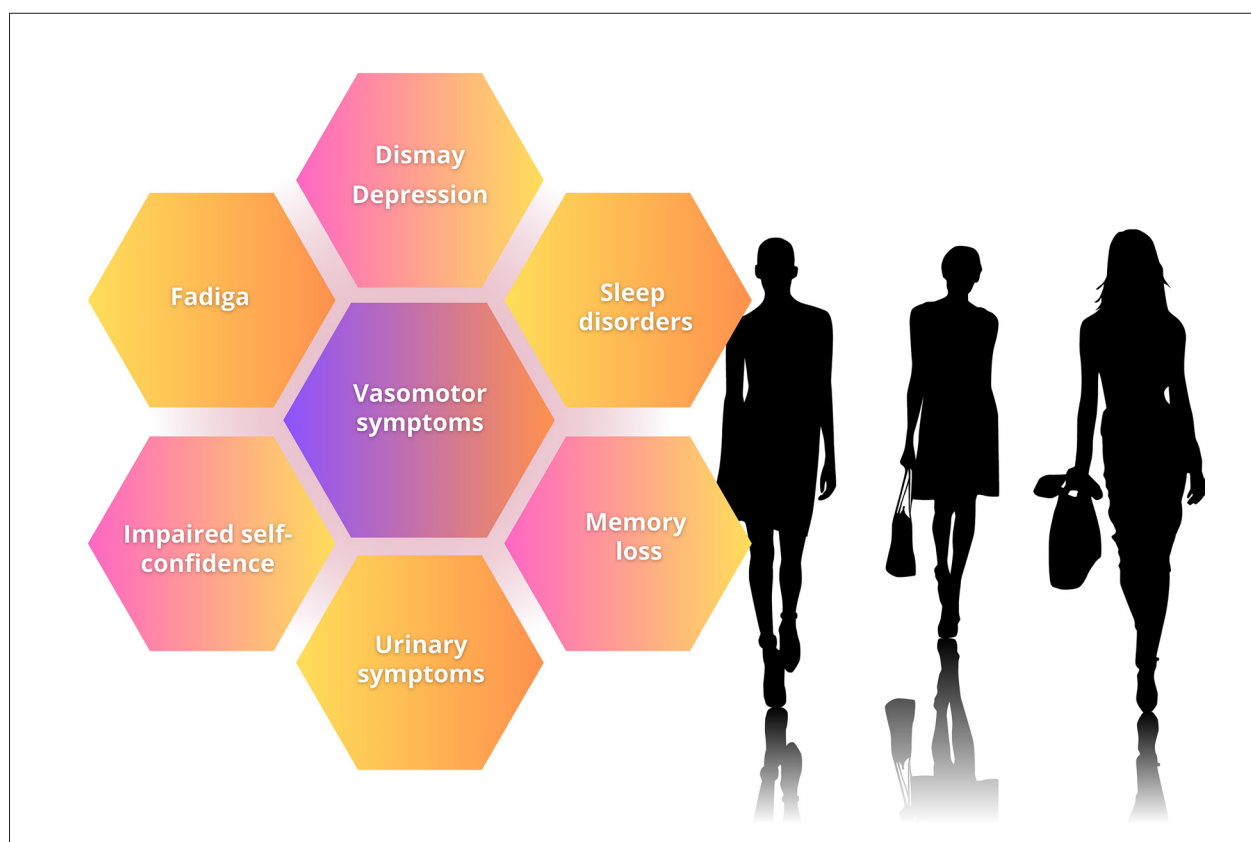 Dismay
Depression
Fadiga
Sleep
disorders
Vasomotor
symptoms
Impaired self-
confidence
Memory
loss
Urinary
symptoms